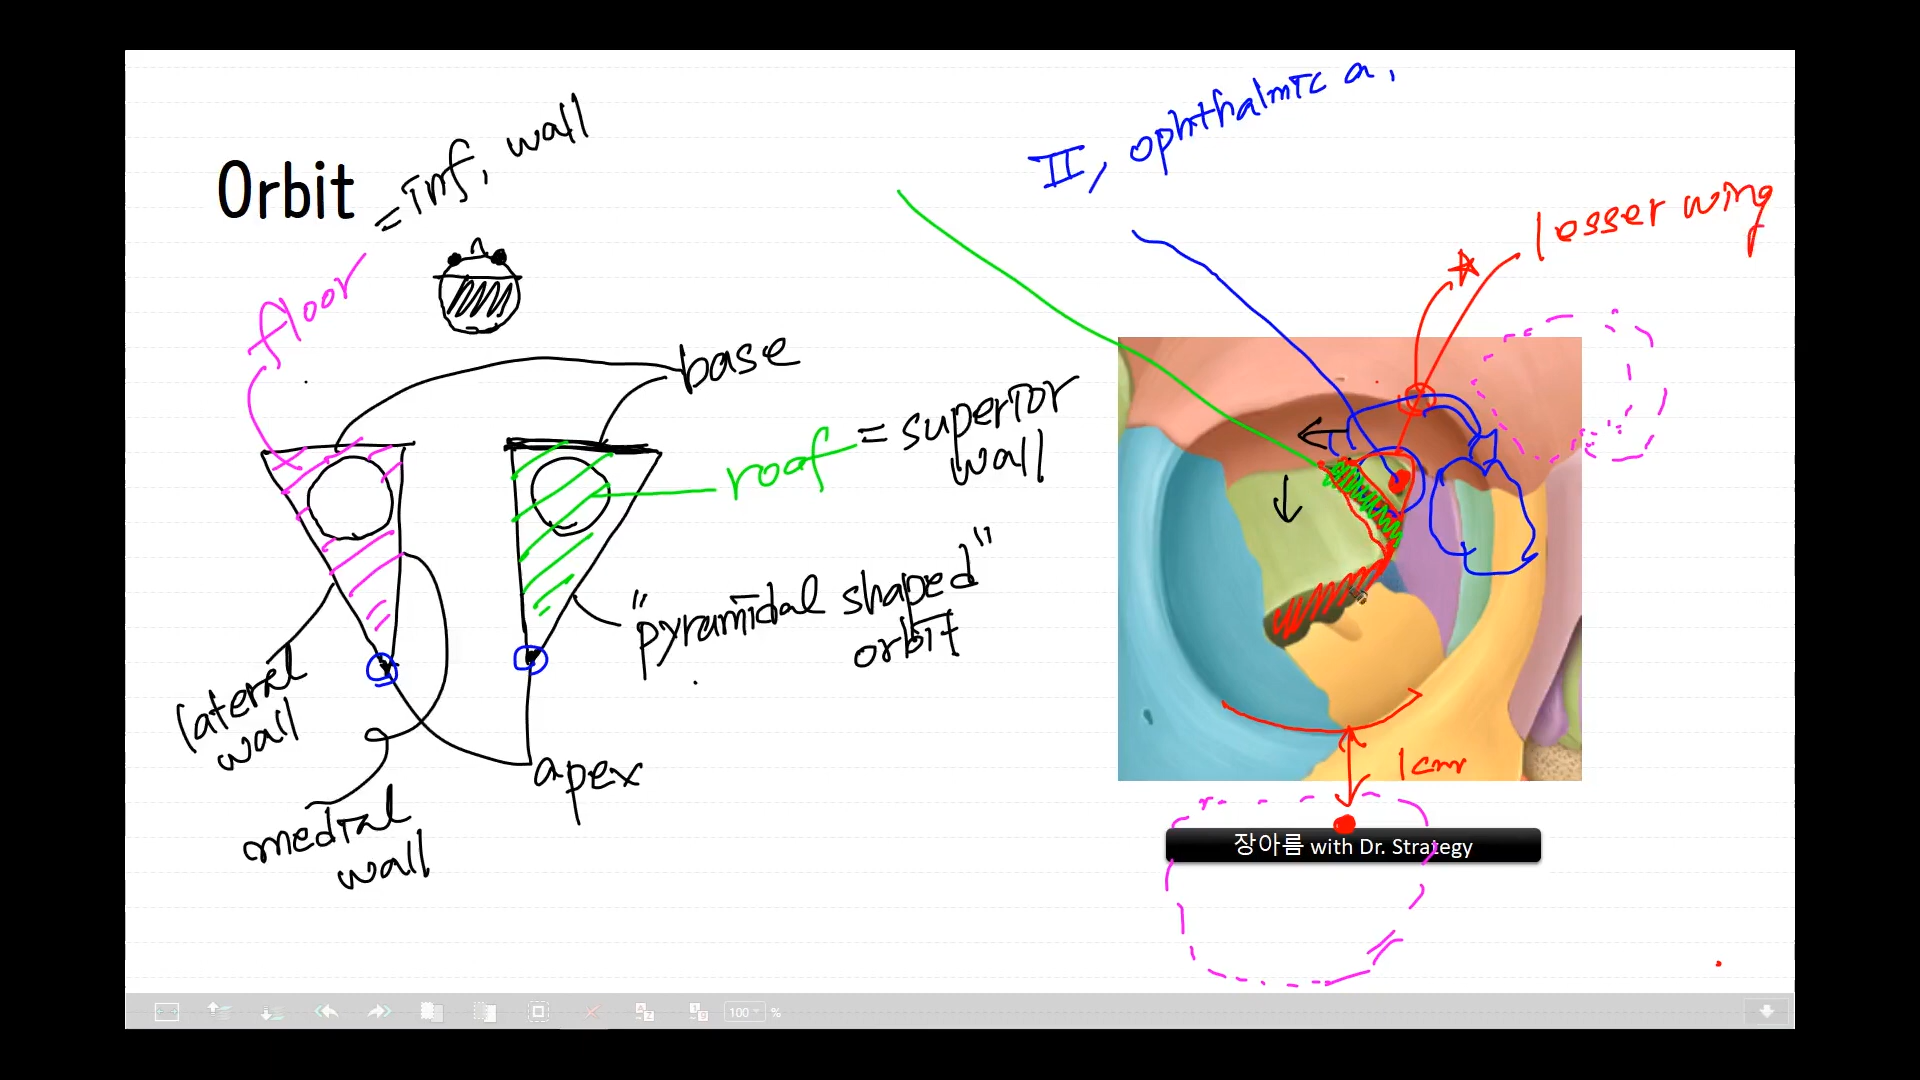 Orbit
= inf, wall
floor
base
roof = superior
wall
"pyramidal shaped"
orbit
lateral
wall
medial
wall
apex
II, ophthalmic a.
lesser wing
1cm
장아름 with Dr. Strategy
100 %